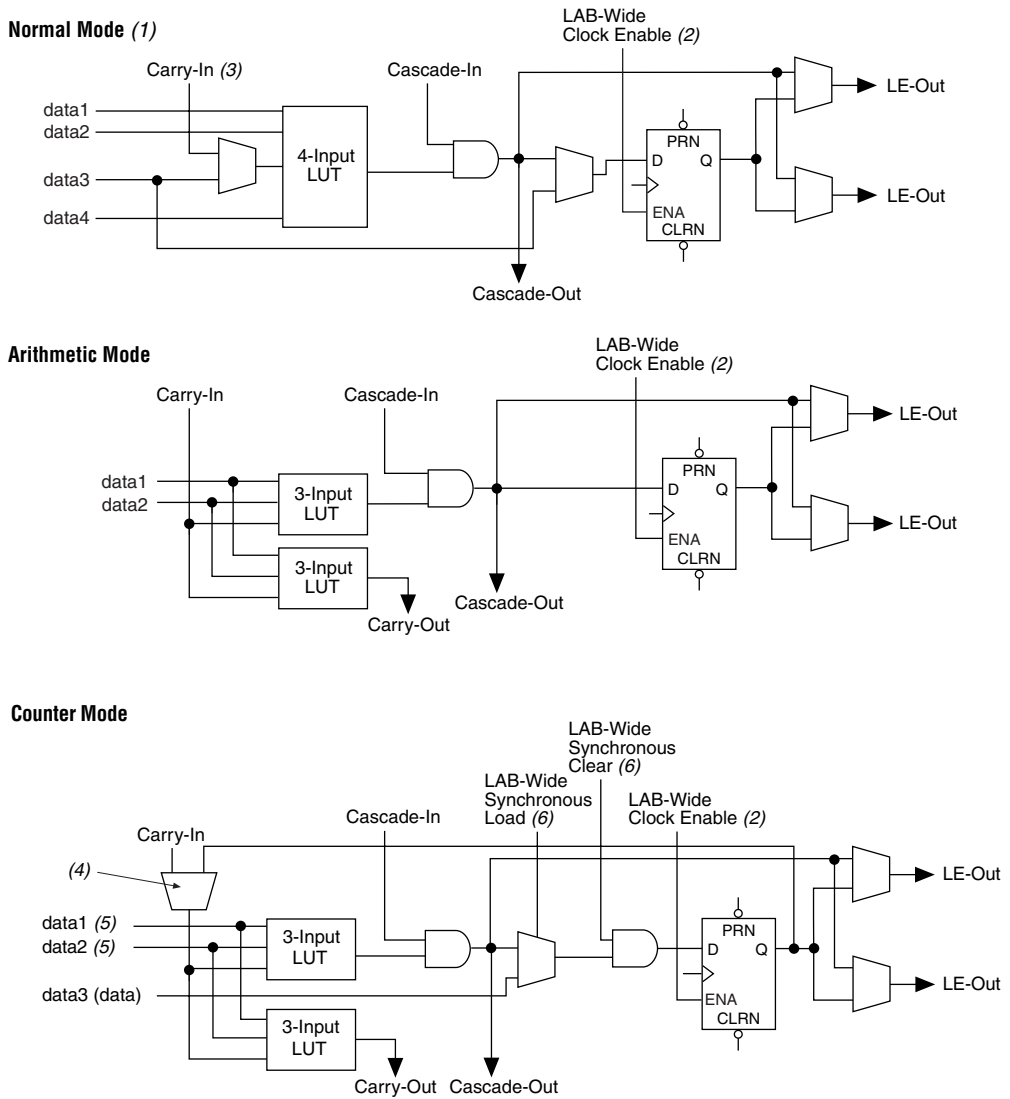 Normal Mode (1)
LAB-Wide
Clock Enable (2)
Carry-In (3)
Cascade-In
LE-Out
data1
data2
PRN
4-Input
LUT
D
Q
data3
LE-Out
data4
ENA
CLRN
Cascade-Out
Arithmetic Mode
LAB-Wide
Clock Enable (2)
Carry-In
Cascade-In
LE-Out
PRN
data1
data2
3-Input
LUT
D
Q
LE-Out
ENA
CLRN
3-Input
LUT
Cascade-Out
Carry-Out
Counter Mode
LAB-Wide
Synchronous
Clear (6)
LAB-Wide
Synchronous
Load (6)
LAB-Wide
Clock Enable (2)
Cascade-In
Carry-In
(4)
LE-Out
data1 (5)
data2 (5)
3-Input
LUT
PRN
D
Q
data3 (data)
LE-Out
ENA
CLRN
3-Input
LUT
Carry-Out
Cascade-Out